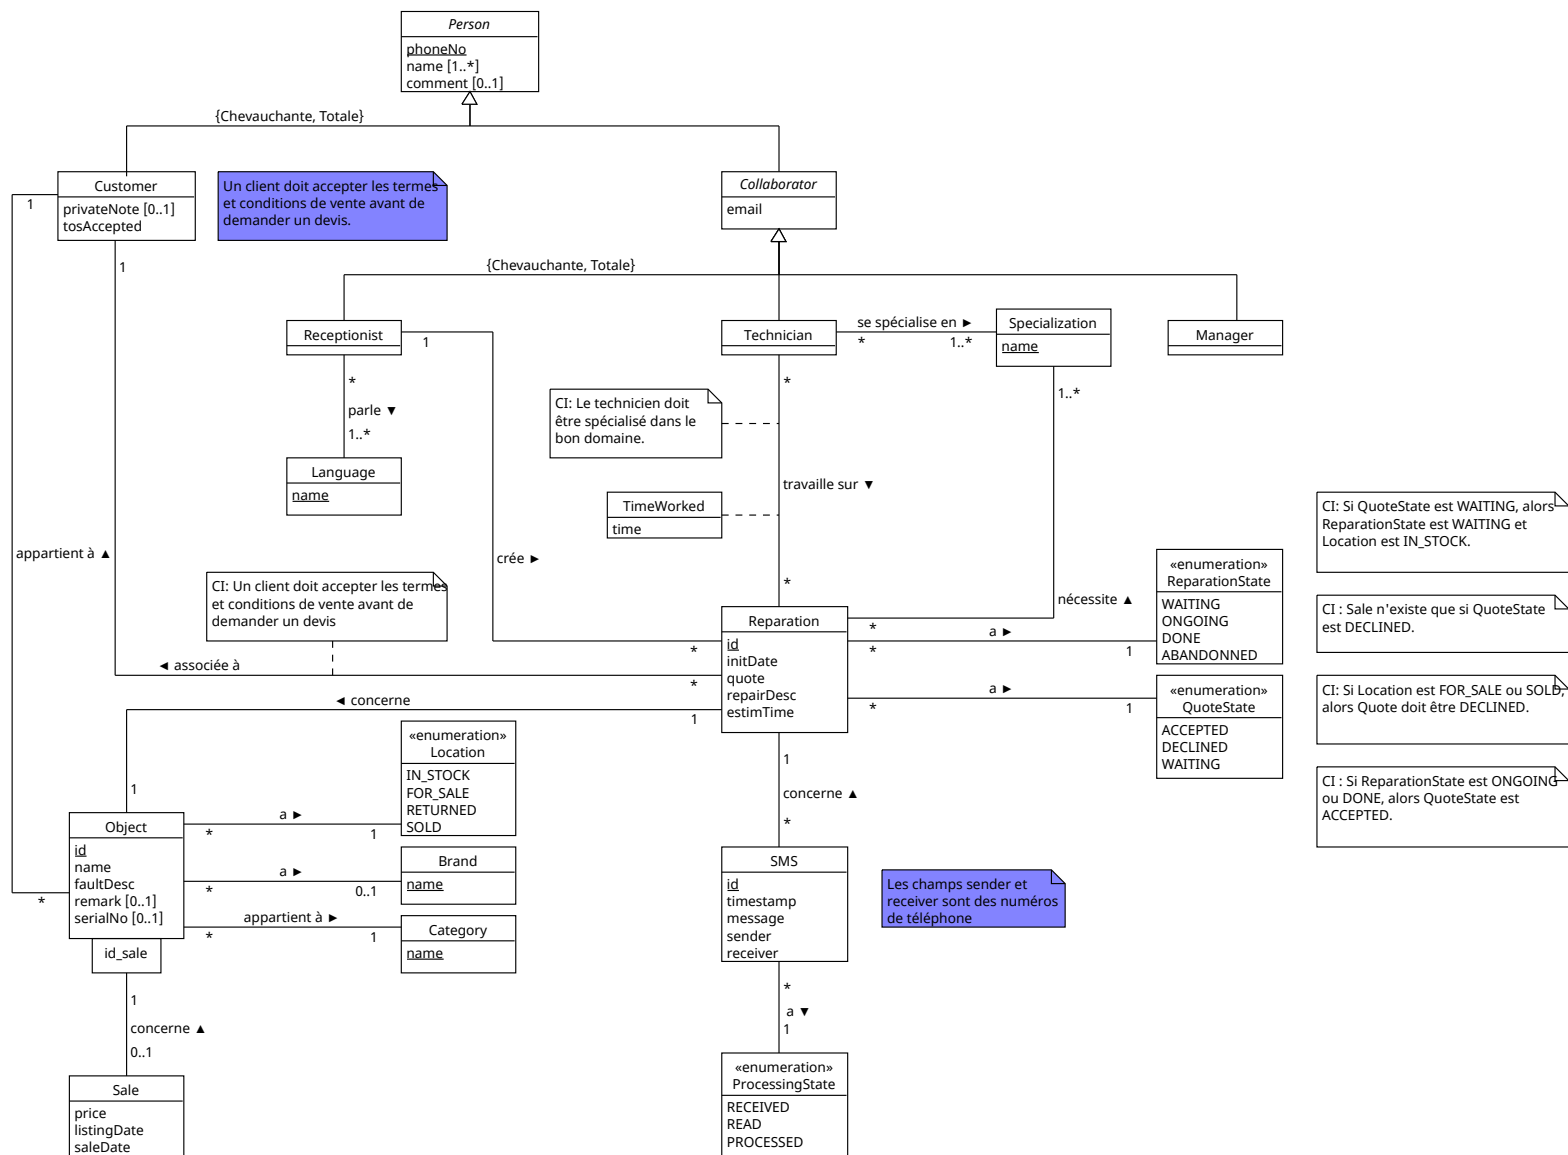 Person
phoneNo
name [1..*]
comment [0..1]
{Chevauchante, Totale}
Customer
privateNote [0..1]
tosAccepted
1
1
Un client doit accepter les termes
et conditions de vente avant de
demander un devis.
Collaborator
email
{Chevauchante, Totale}
Receptionist
1
Technician
se spécialise en ►
*
1..*
Specialization
name
Manager
*
parle ▼
1..*
Language
name
*
CI: Le technicien doit
être spécialisé dans le
bon domaine.
1..*
travaille sur ▼
TimeWorked
time
*
crée ►
appartient à ▲
CI: Un client doit accepter les termes
et conditions de vente avant de
demander un devis
nécessite ▲
*
CI: Si QuoteState est WAITING, alors
ReparationState est WAITING et
Location est IN_STOCK.
«enumeration»
ReparationState
WAITING
ONGOING
DONE
ABANDONNED
CI : Sale n'existe que si QuoteState
est DECLINED.
Reparation
id
initDate
quote
repairDesc
estimTime
a ►
*
1
*
◄ associée à
*
a ►
*
1
«enumeration»
QuoteState
ACCEPTED
DECLINED
WAITING
CI: Si Location est FOR_SALE ou SOLD,
alors Quote doit être DECLINED.
◄ concerne
1
1
«enumeration»
Location
IN_STOCK
FOR_SALE
RETURNED
SOLD
1
concerne ▲
*
CI : Si ReparationState est ONGOING
ou DONE, alors QuoteState est
ACCEPTED.
Object
id
name
faultDesc
remark [0..1]
serialNo [0..1]
*
a ►
*
1
a ►
*
0..1
Brand
name
appartient à ►
*
1
Category
name
SMS
id
timestamp
message
sender
receiver
Les champs sender et
receiver sont des numéros
de téléphone
id_sale
1
concerne ▲
0..1
*
a ▼
1
Sale
price
listingDate
saleDate
«enumeration»
ProcessingState
RECEIVED
READ
PROCESSED